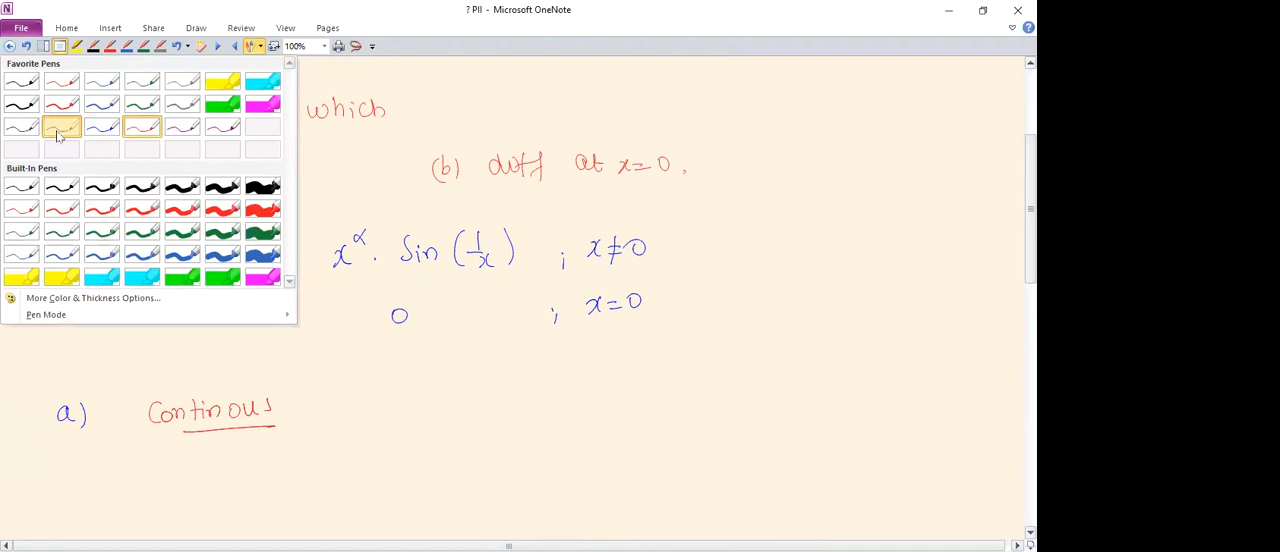 ? PII - Microsoft OneNote
File Home Insert Share Draw Review View Pages
100%
Favorite Pens
Built-In Pens
More Color & Thickness Options...
Pen Mode
which
(b) diff at x=0.
x^α . Sin (1/x) ; x≠0
0 ; x=0
a) Continous